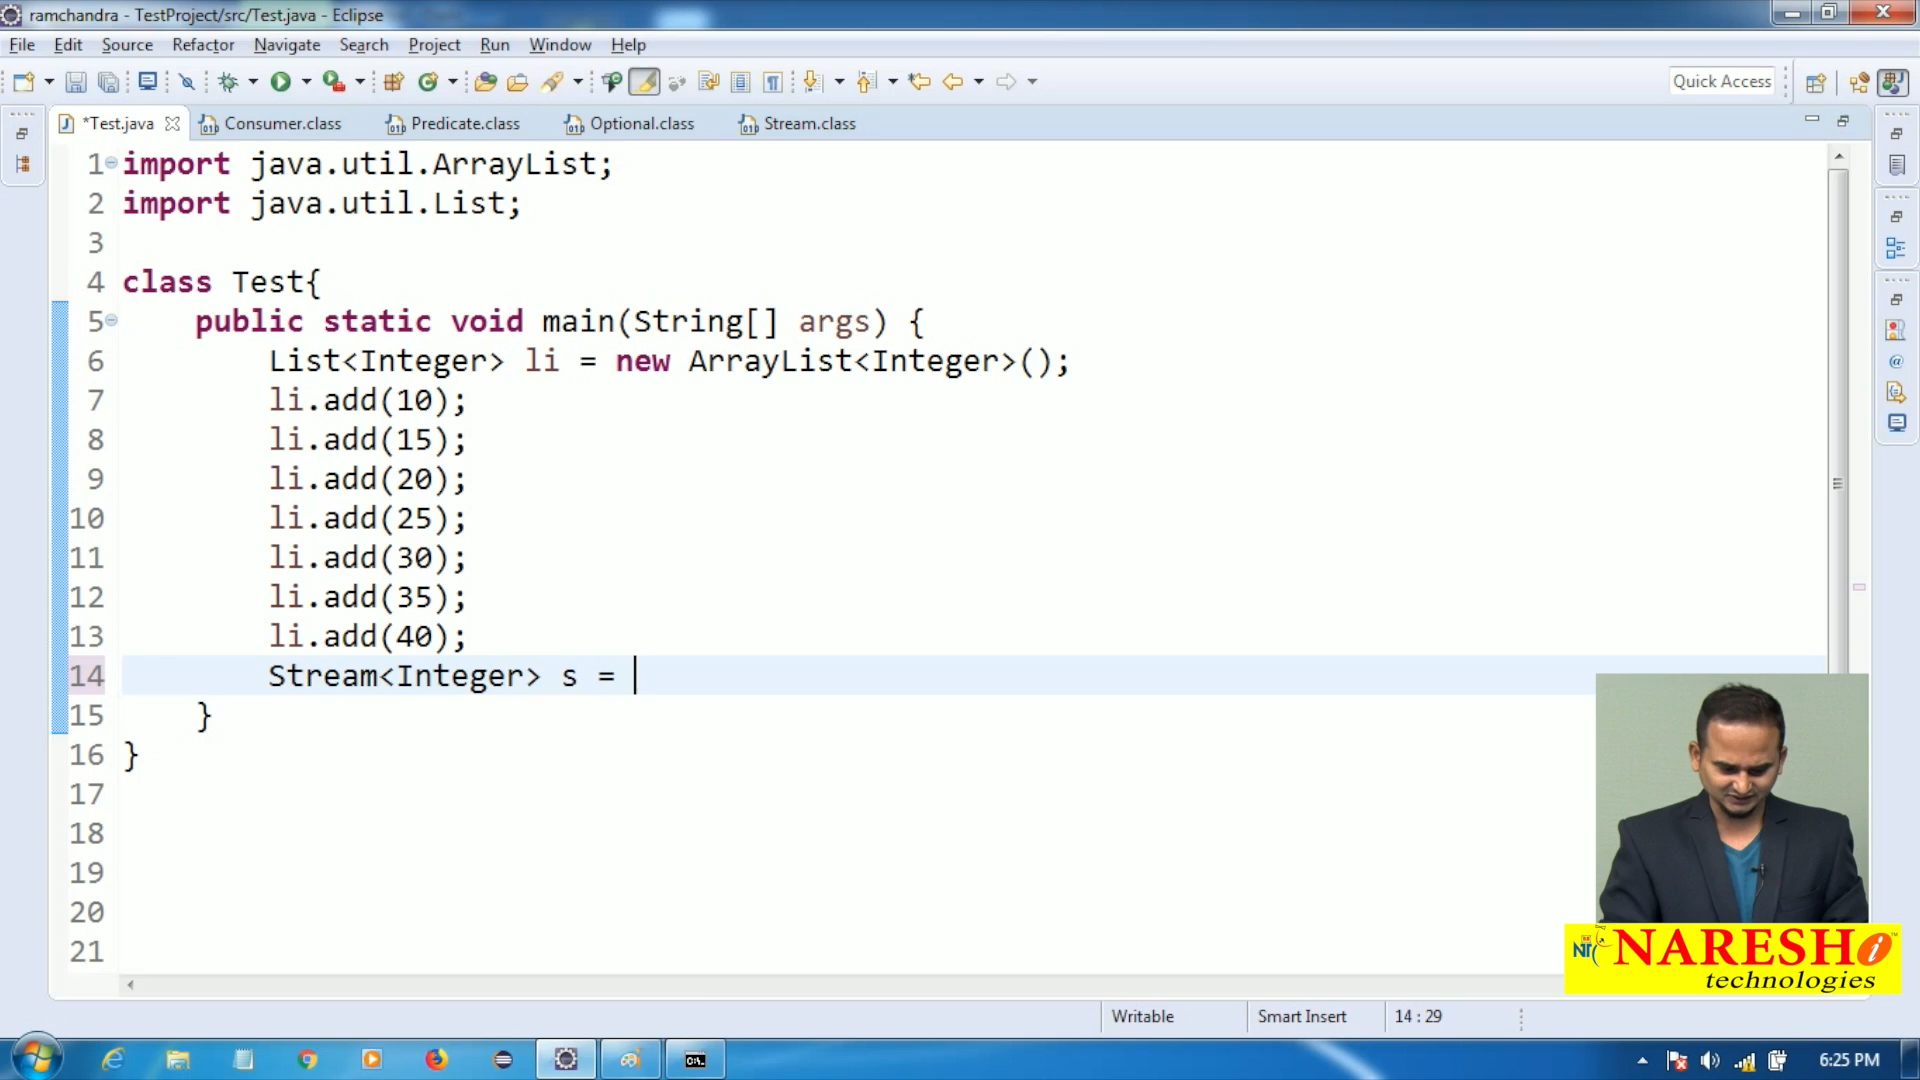 ramchandra - TestProject/src/Test.java - Eclipse
File Edit Source Refactor Navigate Search Project Run Window Help
Quick Access
*Test.java Consumer.class Predicate.class Optional.class Stream.class
1 import java.util.ArrayList;
2 import java.util.List;
3
4 class Test{
5 public static void main(String[] args) {
6 List<Integer> li = new ArrayList<Integer>();
7 li.add(10);
8 li.add(15);
9 li.add(20);
10 li.add(25);
11 li.add(30);
12 li.add(35);
13 li.add(40);
14 Stream<Integer> s =
15 }
16 }
17
18
19
20
21
NARESH i
technologies
Writable Smart Insert 14 : 29
6:25 PM